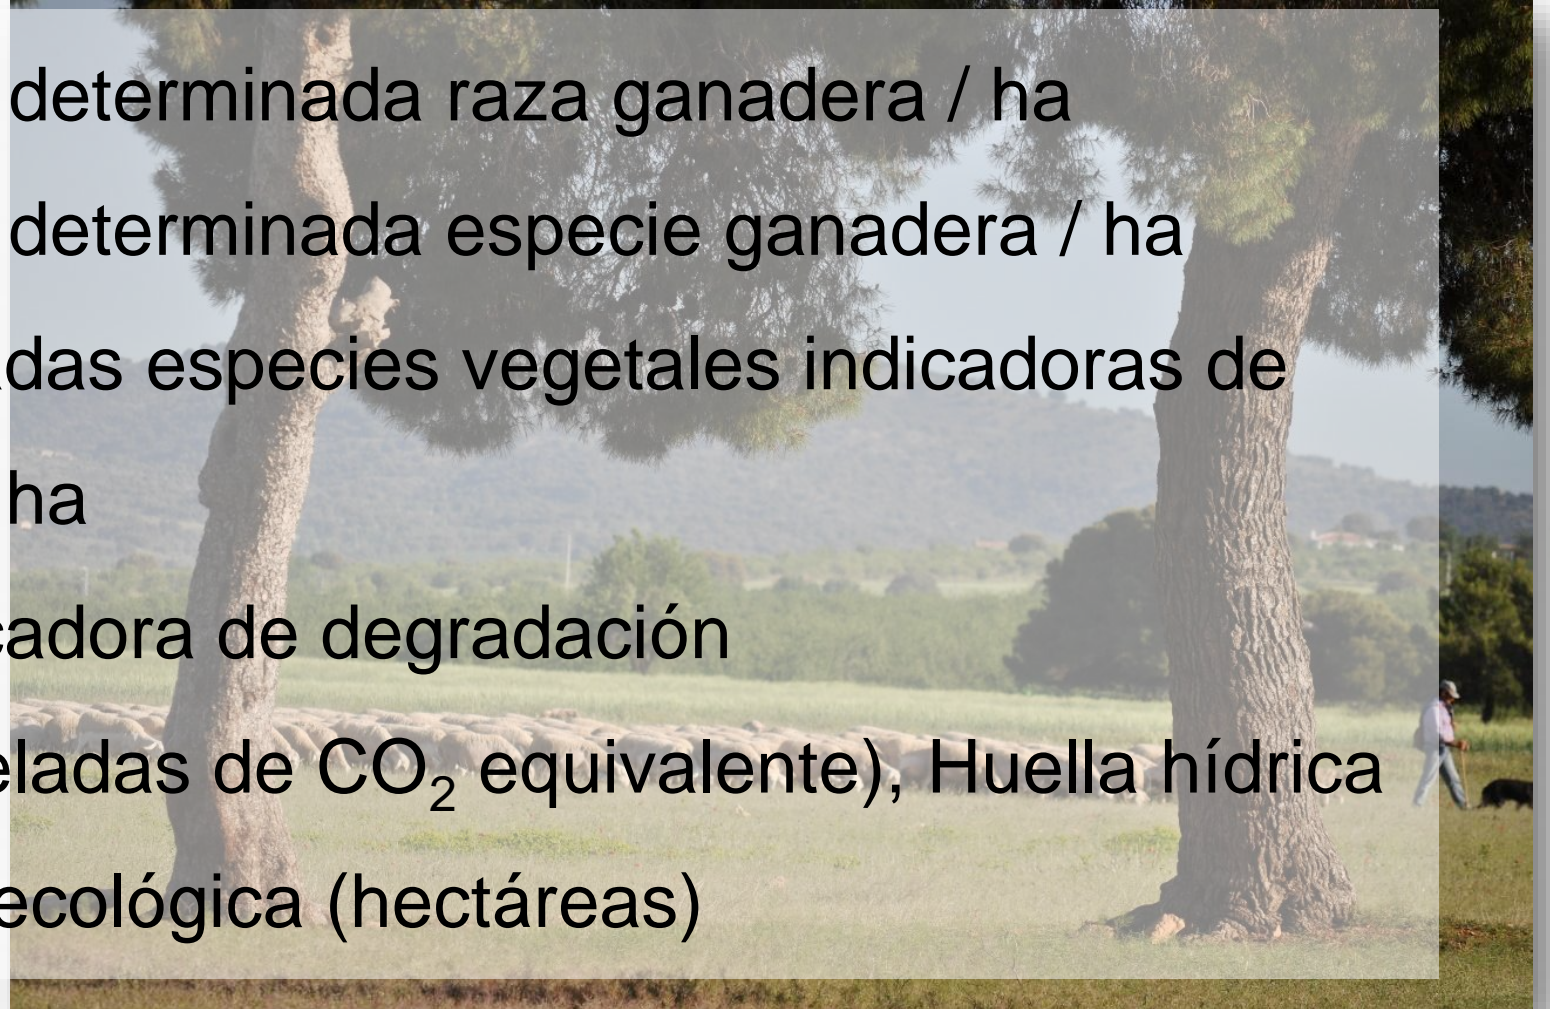 determinada raza ganadera / ha
determinada especie ganadera / ha
das especies vegetales indicadoras de
ha
cadora de degradación
eladas de CO₂ equivalente), Huella hídrica
ecológica (hectáreas)